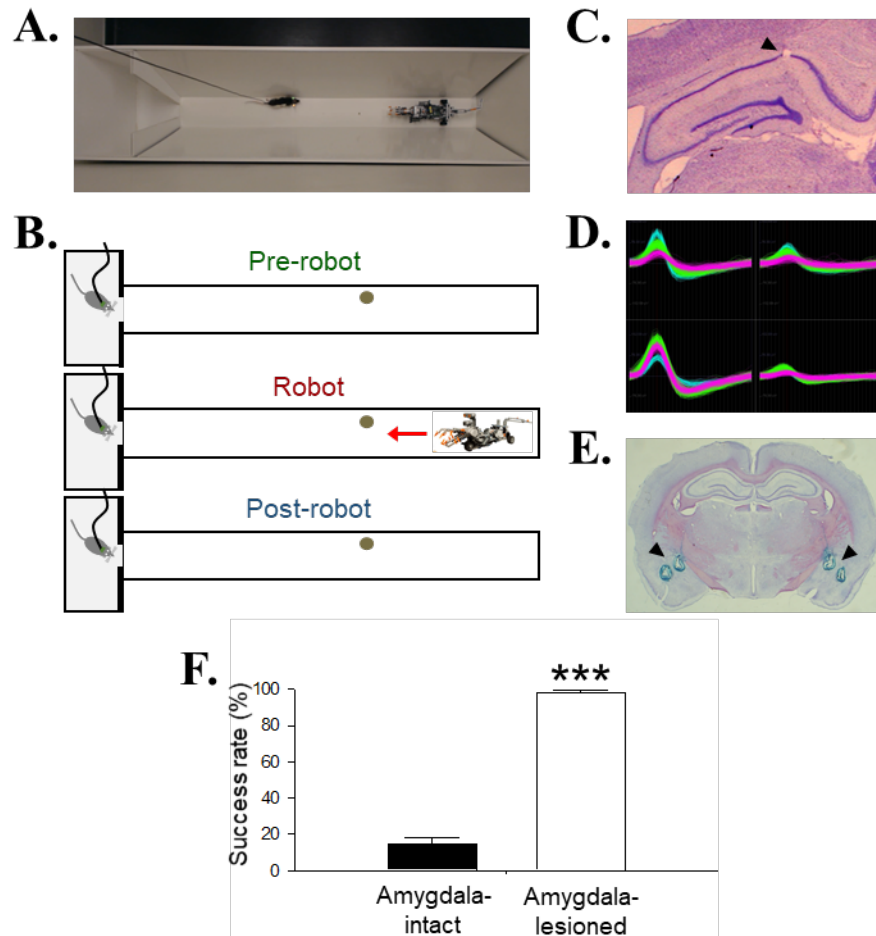 A.
C.
B.
Pre-robot
Robot
Post-robot
D.
E.
F.
Success rate (%)
100
80
60
40
20
0
***
Amygdala-
intact
Amygdala-
lesioned